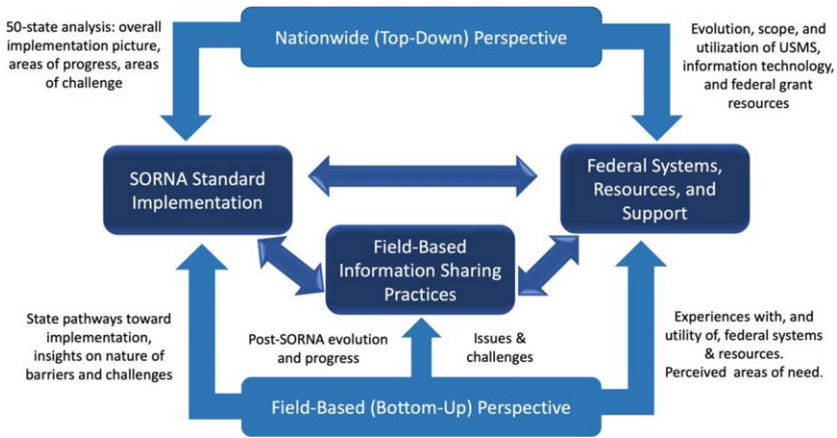 50-state analysis: overall
implementation picture,
areas of progress, areas
of challenge
Nationwide (Top-Down) Perspective
Evolution, scope, and
utilization of USMS,
information technology,
and federal grant
resources
SORNA Standard
Implementation
Federal Systems,
Resources, and
Support
Field-Based
Information Sharing
Practices
State pathways toward
implementation,
insights on nature of
barriers and challenges
Post-SORNA evolution
and progress
Issues &
challenges
Experiences with, and
utility of, federal systems
& resources.
Perceived areas of need.
Field-Based (Bottom-Up) Perspective